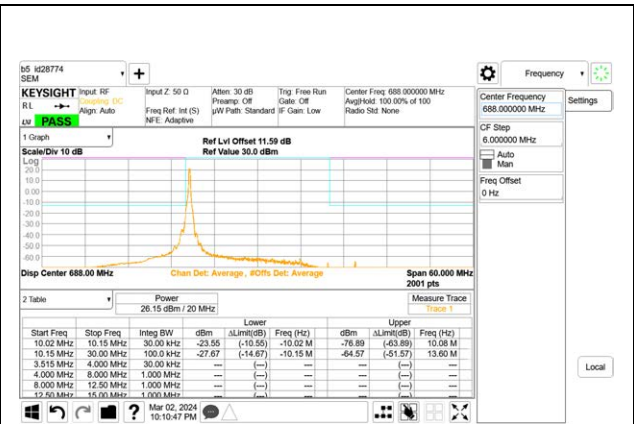 b5 id28774
SEM
Frequency
KEYSIGHT
RL
PASS
Input: RF
Coupling: DC
Align: Auto
Input Z: 50 Ω
Freq Ref: Int (S)
NFE: Adaptive
Atten: 30 dB
Preamp: Off
µW Path: Standard
Trig: Free Run
Gate: Off
IF Gain: Low
Center Freq: 688.000000 MHz
Avg|Hold: 100.00% of 100
Radio Std: None
Center Frequency
688.000000 MHz
Settings
CF Step
6.000000 MHz
Auto
Man
Freq Offset
0 Hz
1 Graph
Scale/Div 10 dB
Ref Lvl Offset 11.59 dB
Ref Value 30.0 dBm
Log
20.0
10.0
0.00
-10.0
-20.0
-30.0
-40.0
-50.0
-60.0
Disp Center 688.00 MHz
Chan Det: Average , #Offs Det: Average
Span 60.000 MHz
2001 pts
2 Table
Power
26.15 dBm / 20 MHz
Measure Trace
Trace 1
Lower Upper
Start Freq Stop Freq Integ BW dBm ΔLimit(dB) Freq (Hz) dBm ΔLimit(dB) Freq (Hz)
10.02 MHz 10.15 MHz 30.00 kHz -23.55 (-10.55) -10.02 M -76.89 (-63.89) 10.08 M
10.15 MHz 30.00 MHz 100.0 kHz -27.67 (-14.67) -10.15 M -64.57 (-51.57) 13.60 M
3.515 MHz 4.000 MHz 30.00 kHz --- (---) --- --- (---) ---
4.000 MHz 8.000 MHz 1.000 MHz --- (---) --- --- (---) ---
8.000 MHz 12.50 MHz 1.000 MHz --- (---) --- --- (---) ---
12.50 MHz 15.00 MHz 1.000 MHz --- (---) --- --- (---) ---
Local
Mar 02, 2024
10:10:47 PM